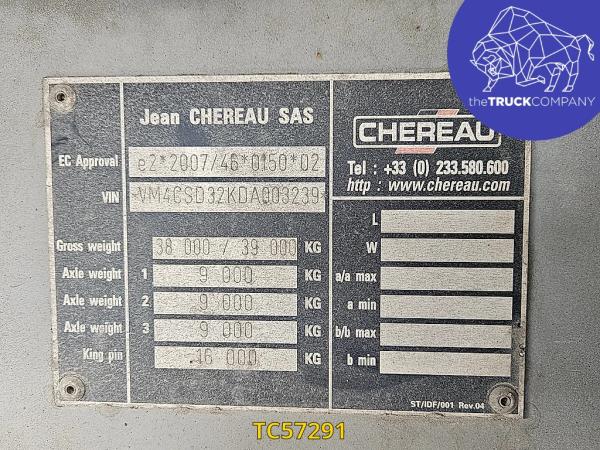 theTRUCKCOMPANY
Jean CHEREAU SAS
EC Approval e2*2007/46*0150*02
VIN VM4CSD32KDA003239
Gross weight 38 000 / 39 000 KG
Axle weight 1 9 000 KG
Axle weight 2 9 000 KG
Axle weight 3 9 000 KG
King pin 16 000 KG
CHEREAU
Tel : +33 (0) 233.580.600
http : www.chereau.com
L
W
a/a max
a min
b/b max
b min
ST/IDF/001 Rev.04
TC57291